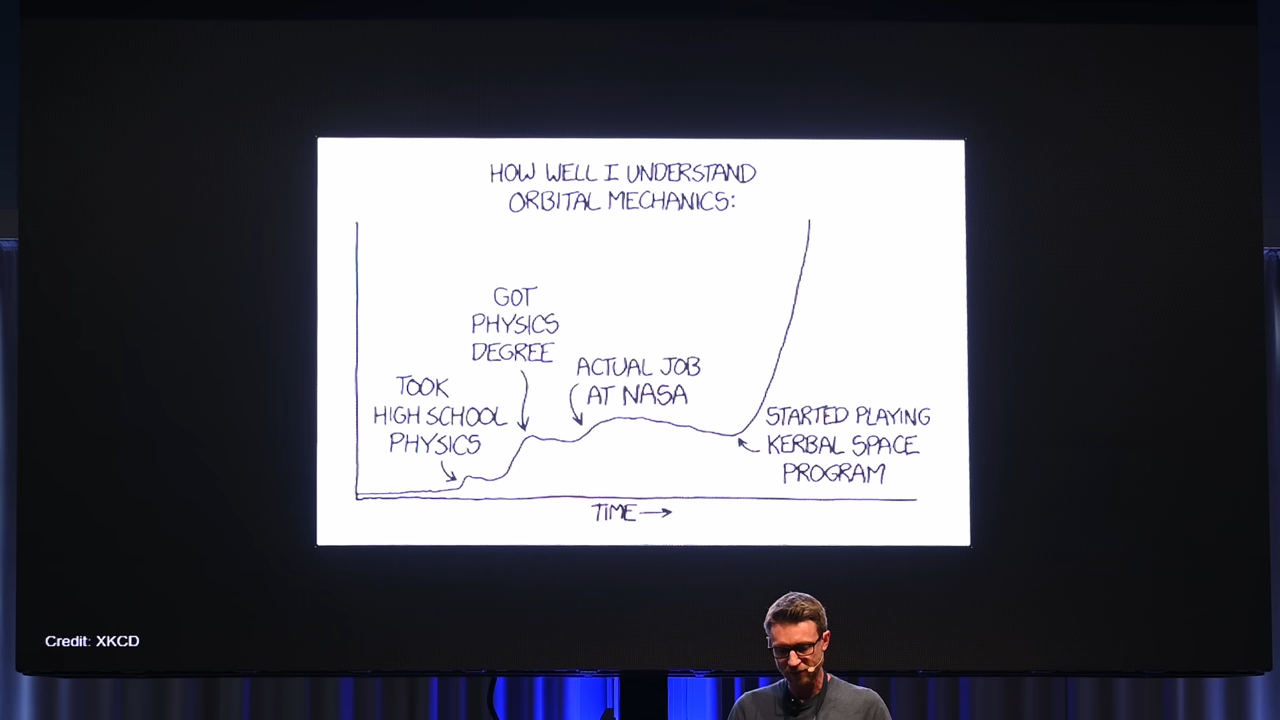 HOW WELL I UNDERSTAND
ORBITAL MECHANICS:
GOT
PHYSICS
DEGREE
ACTUAL JOB
AT NASA
TOOK
HIGH SCHOOL
PHYSICS
STARTED PLAYING
KERBAL SPACE
PROGRAM
TIME
Credit: XKCD